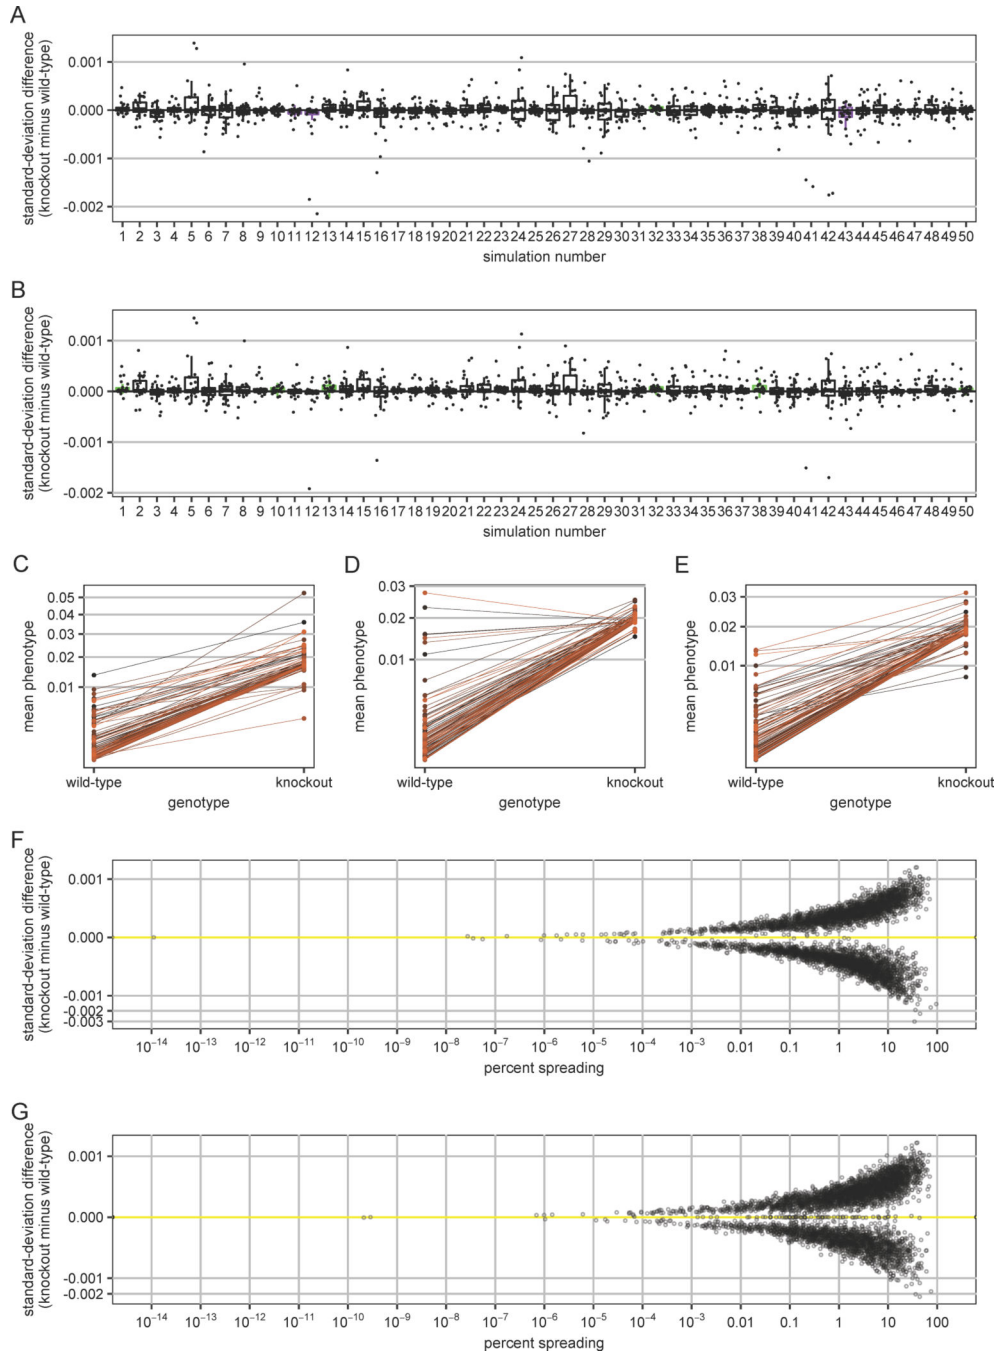 A
standard-deviation difference
(knockout minus wild-type)
0.001
0.000
-0.001
-0.002
1 2 3 4 5 6 7 8 9 10 11 12 13 14 15 16 17 18 19 20 21 22 23 24 25 26 27 28 29 30 31 32 33 34 35 36 37 38 39 40 41 42 43 44 45 46 47 48 49 50
simulation number
B
standard-deviation difference
(knockout minus wild-type)
0.001
0.000
-0.001
-0.002
1 2 3 4 5 6 7 8 9 10 11 12 13 14 15 16 17 18 19 20 21 22 23 24 25 26 27 28 29 30 31 32 33 34 35 36 37 38 39 40 41 42 43 44 45 46 47 48 49 50
simulation number
C
mean phenotype
0.05
0.04
0.03
0.02
0.01
wild-type knockout
genotype
D
mean phenotype
0.03
0.02
0.01
wild-type knockout
genotype
E
mean phenotype
0.03
0.02
0.01
wild-type knockout
genotype
F
standard-deviation difference
(knockout minus wild-type)
0.001
0.000
-0.001
-0.002
-0.003
10⁻¹⁴ 10⁻¹³ 10⁻¹² 10⁻¹¹ 10⁻¹⁰ 10⁻⁹ 10⁻⁸ 10⁻⁷ 10⁻⁶ 10⁻⁵ 10⁻⁴ 10⁻³ 0.01 0.1 1 10 100
percent spreading
G
standard-deviation difference
(knockout minus wild-type)
0.001
0.000
-0.001
-0.002
10⁻¹⁴ 10⁻¹³ 10⁻¹² 10⁻¹¹ 10⁻¹⁰ 10⁻⁹ 10⁻⁸ 10⁻⁷ 10⁻⁶ 10⁻⁵ 10⁻⁴ 10⁻³ 0.01 0.1 1 10 100
percent spreading